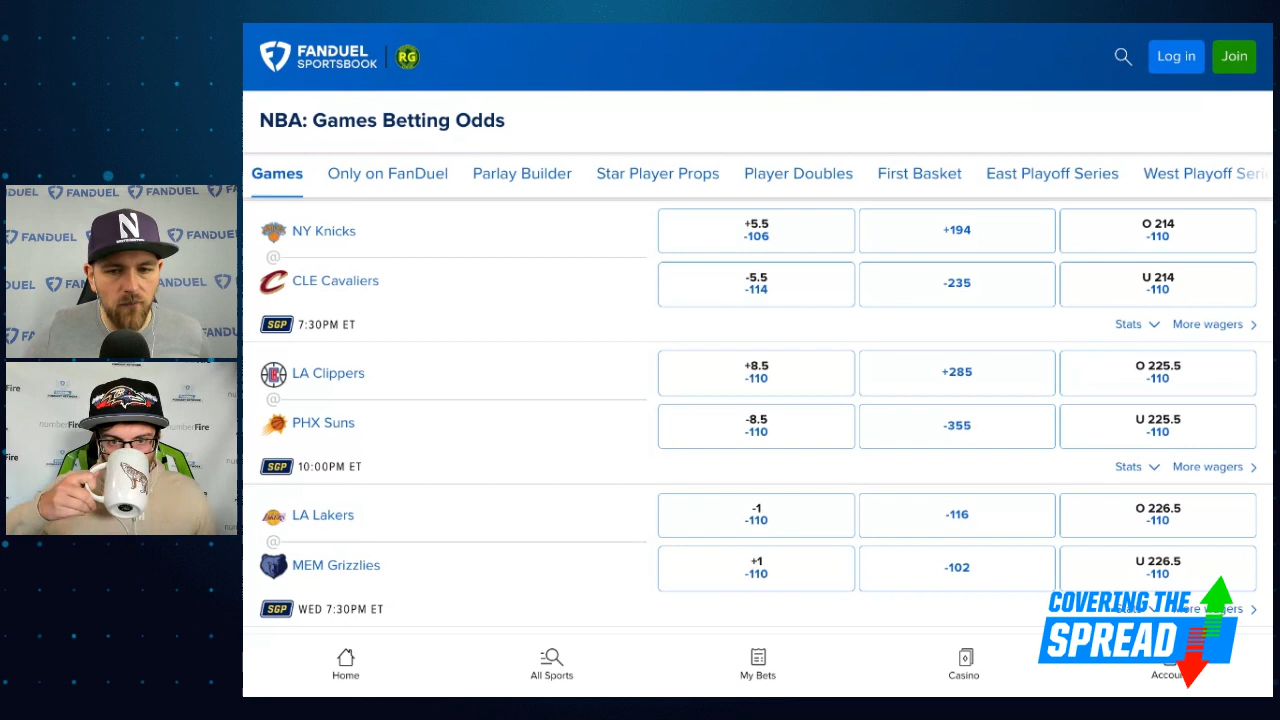 FANDUEL
SPORTSBOOK
RG
Log in
Join
NBA: Games Betting Odds
Games
Only on FanDuel
Parlay Builder
Star Player Props
Player Doubles
First Basket
East Playoff Series
West Playoff Seri
NY Knicks
+5.5
-106
+194
O 214
-110
@
CLE Cavaliers
-5.5
-114
-235
U 214
-110
SGP 7:30PM ET
Stats
More wagers
LA Clippers
+8.5
-110
+285
O 225.5
-110
@
PHX Suns
-8.5
-110
-355
U 225.5
-110
SGP 10:00PM ET
Stats
More wagers
LA Lakers
-1
-110
-116
O 226.5
-110
@
MEM Grizzlies
+1
-110
-102
U 226.5
-110
SGP WED 7:30PM ET
COVERING THE
SPREAD
Home
All Sports
My Bets
Casino
Accou
FANDUEL
FANDUEL
FANDUEL
N
numberFire
numberFire